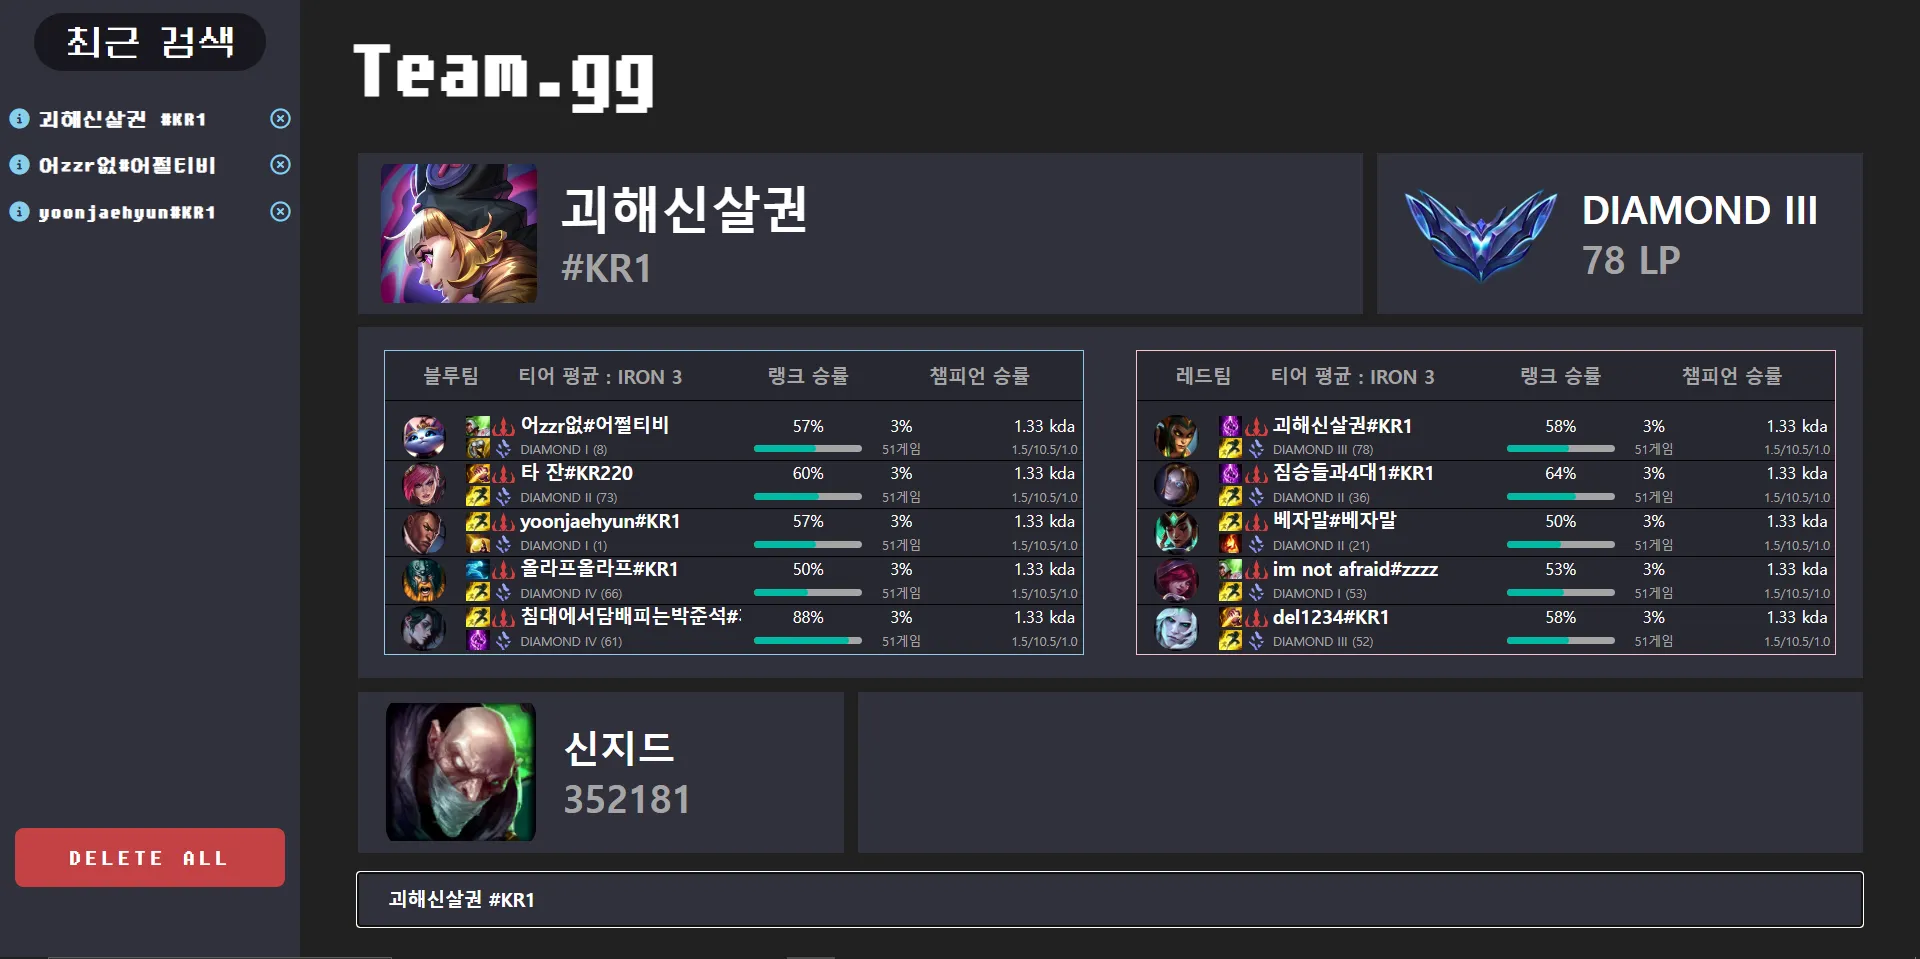 최근 검색
괴해신살권 #KR1
어zzr없#어쩔티비
yoonjaehyun#KR1
DELETE ALL
Team.gg
괴해신살권
#KR1
DIAMOND III
78 LP
블루팀 티어 평균 : IRON 3 랭크 승률 챔피언 승률
어zzr없#어쩔티비 57% 3% 1.33 kda
DIAMOND I (8) 51게임 1.5/10.5/1.0
타 잔#KR220 60% 3% 1.33 kda
DIAMOND II (73) 51게임 1.5/10.5/1.0
yoonjaehyun#KR1 57% 3% 1.33 kda
DIAMOND I (1) 51게임 1.5/10.5/1.0
올라프올라프#KR1 50% 3% 1.33 kda
DIAMOND IV (66) 51게임 1.5/10.5/1.0
침대에서담배피는박준석# 88% 3% 1.33 kda
DIAMOND IV (61) 51게임 1.5/10.5/1.0
레드팀 티어 평균 : IRON 3 랭크 승률 챔피언 승률
괴해신살권#KR1 58% 3% 1.33 kda
DIAMOND III (78) 51게임 1.5/10.5/1.0
짐승들과4대1#KR1 64% 3% 1.33 kda
DIAMOND II (36) 51게임 1.5/10.5/1.0
베자말#베자말 50% 3% 1.33 kda
DIAMOND II (21) 51게임 1.5/10.5/1.0
im not afraid#zzzz 53% 3% 1.33 kda
DIAMOND I (53) 51게임 1.5/10.5/1.0
del1234#KR1 58% 3% 1.33 kda
DIAMOND III (52) 51게임 1.5/10.5/1.0
신지드
352181
괴해신살권 #KR1